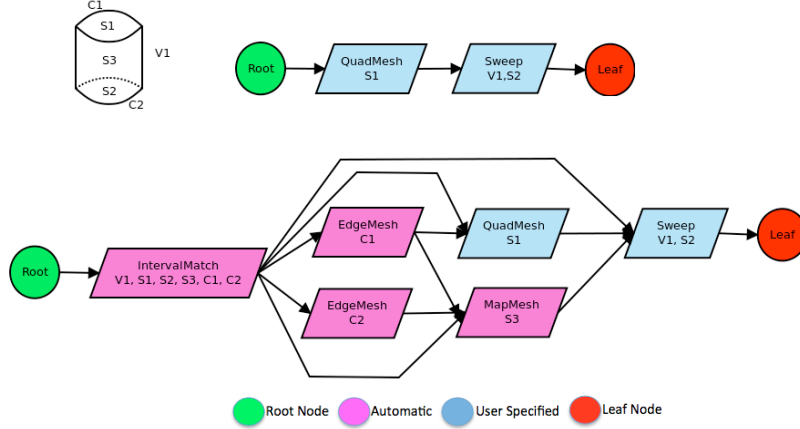 C1
S1
S3
V1
S2
C2
Root
QuadMesh
S1
Sweep
V1,S2
Leaf
Root
IntervalMatch
V1, S1, S2, S3, C1, C2
EdgeMesh
C1
EdgeMesh
C2
QuadMesh
S1
MapMesh
S3
Sweep
V1, S2
Leaf
Root Node
Automatic
User Specified
Leaf Node